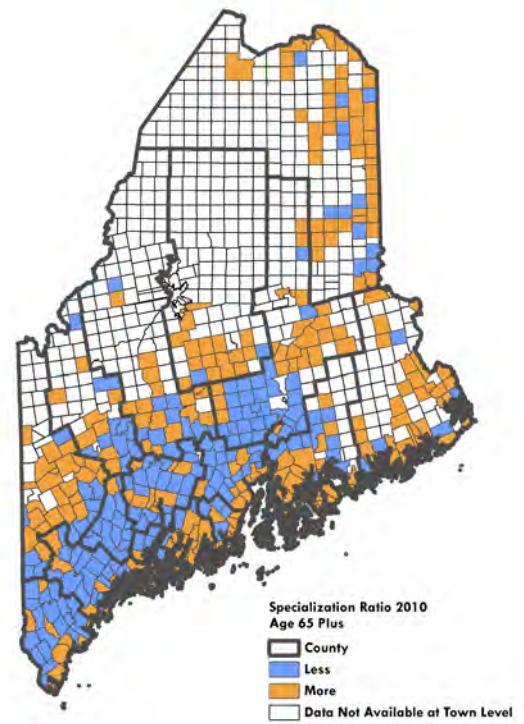 Specialization Ratio 2010
Age 65 Plus
County
Less
More
Data Not Available at Town Level